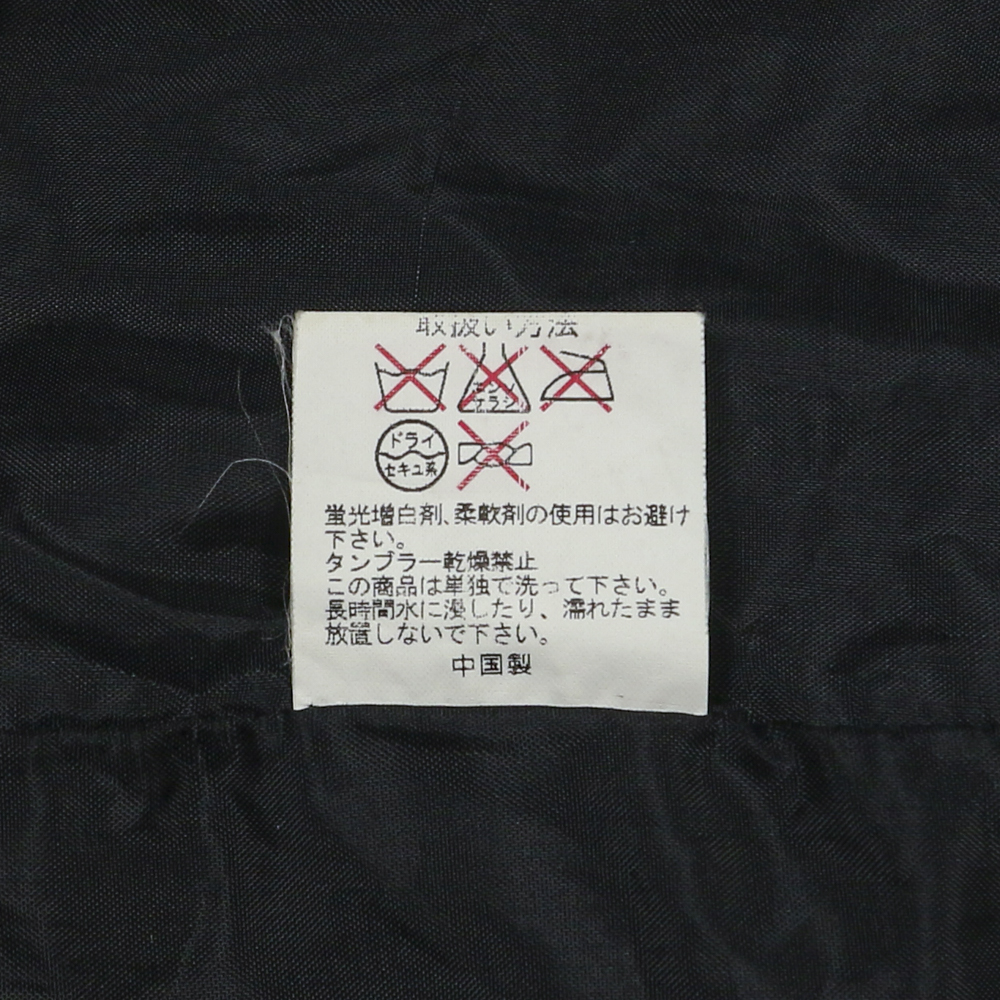 取扱い方法
エンソ
サラシ
ドライ
セキユ系
蛍光増白剤、柔軟剤の使用はお避け
下さい。
タンブラー乾燥禁止
この商品は単独で洗って下さい。
長時間水に浸したり、濡れたまま
放置しないで下さい。
中国製